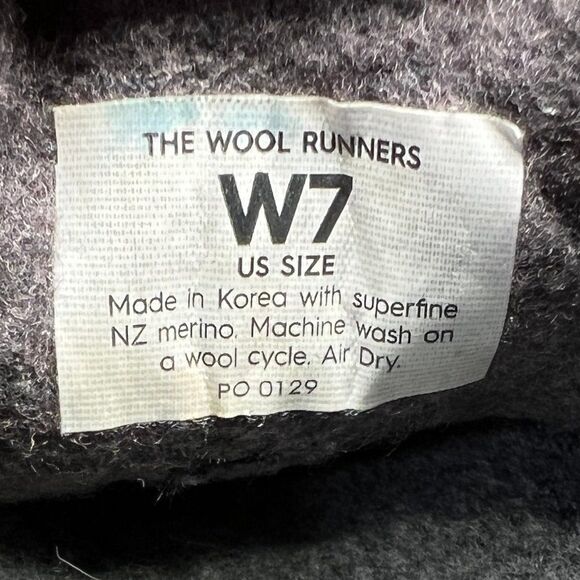 THE WOOL RUNNERS
W7
US SIZE
Made in Korea with superfine
NZ merino. Machine wash on
a wool cycle. Air Dry.
PO 0129